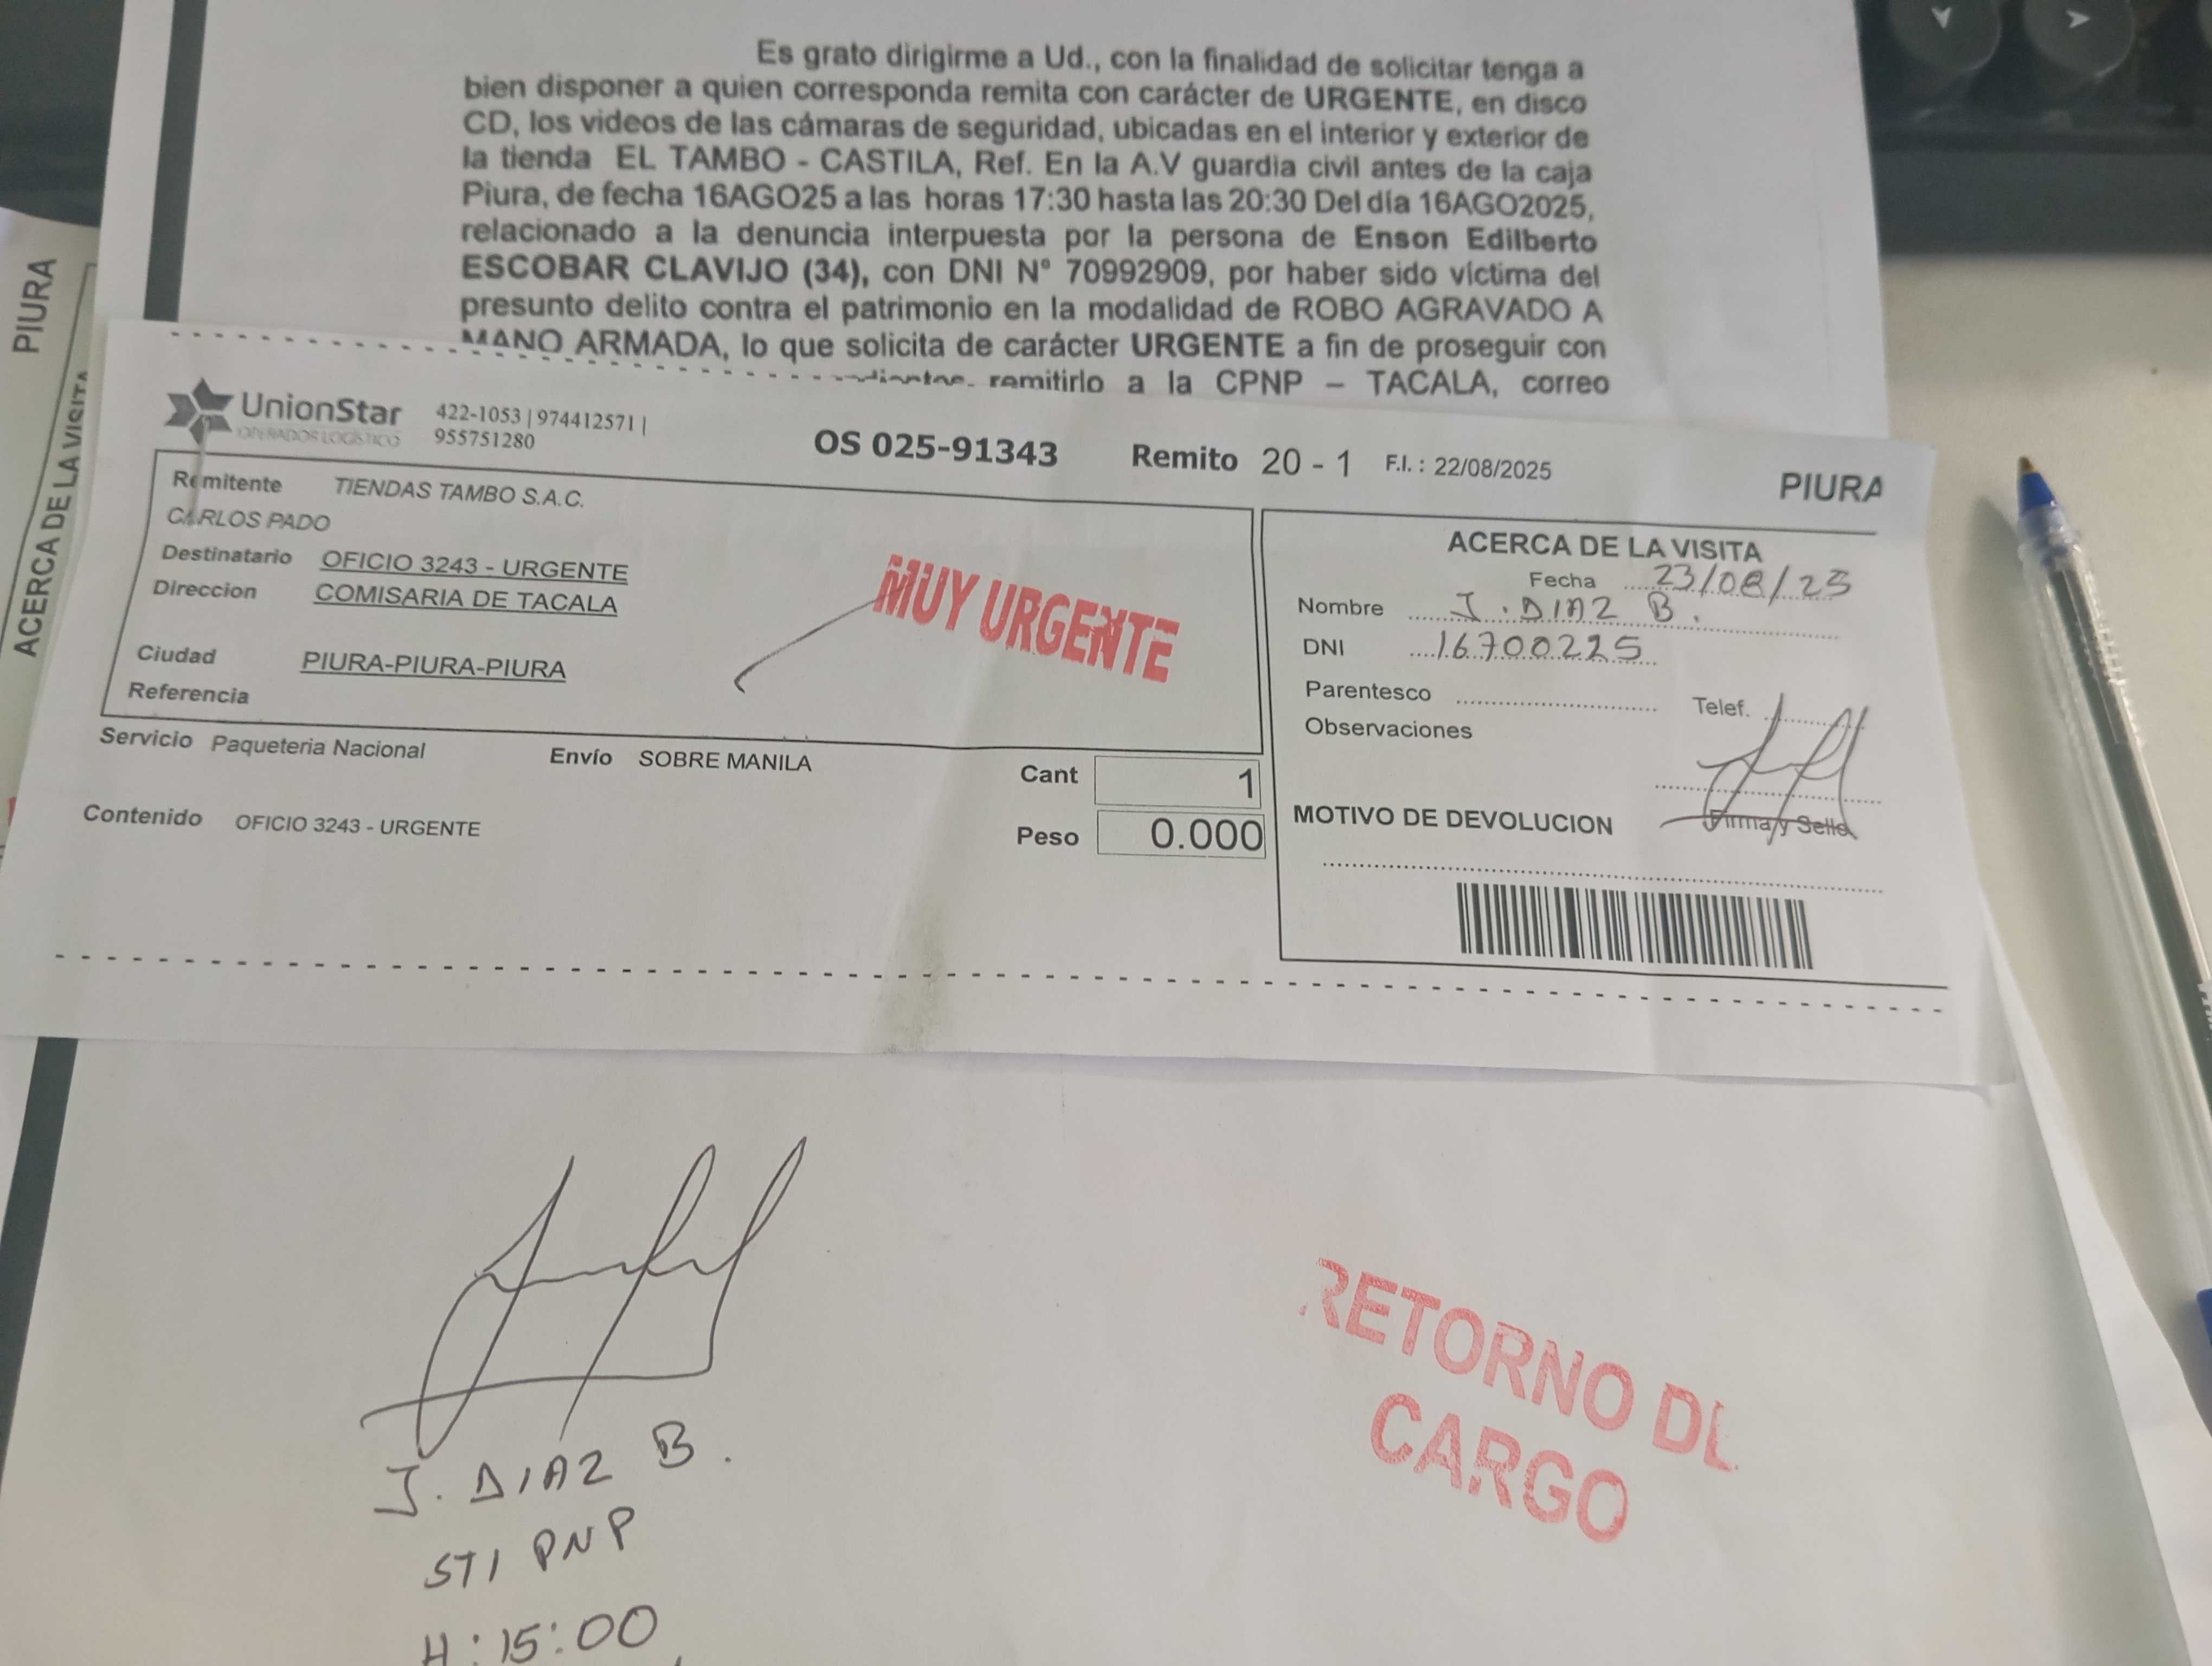 Es grato dirigirme a Ud., con la finalidad de solicitar tenga a
bien disponer a quien corresponda remita con carácter de URGENTE, en disco
CD, los videos de las cámaras de seguridad, ubicadas en el interior y exterior de
la tienda EL TAMBO - CASTILA, Ref. En la A.V guardia civil antes de la caja
Piura, de fecha 16AGO25 a las horas 17:30 hasta las 20:30 Del día 16AGO2025,
relacionado a la denuncia interpuesta por la persona de Enson Edilberto
ESCOBAR CLAVIJO (34), con DNI N° 70992909, por haber sido víctima del
presunto delito contra el patrimonio en la modalidad de ROBO AGRAVADO A
MANO ARMADA, lo que solicita de carácter URGENTE a fin de proseguir con
remitirlo a la CPNP – TACALA, correo
PIURA
ACERCA DE LA VISITA
UnionStar
OPERADOR LOGÍSTICO
422-1053 | 974412571 |
955751280
OS 025-91343
Remito 20 - 1
F.I. : 22/08/2025
PIURA
Remitente TIENDAS TAMBO S.A.C.
CARLOS PADO
Destinatario OFICIO 3243 - URGENTE
Direccion COMISARIA DE TACALA
Ciudad PIURA-PIURA-PIURA
Referencia
MUY URGENTE
Servicio Paqueteria Nacional
Envío SOBRE MANILA
Cant 1
Contenido OFICIO 3243 - URGENTE
Peso 0.000
ACERCA DE LA VISITA
Fecha 23/08/25
Nombre J. DIAZ B.
DNI 16700225
Parentesco
Telef.
Observaciones
Firma y Sello
MOTIVO DE DEVOLUCION
J. DIAZ B.
ST1 PNP
H: 15:00
RETORNO DE
CARGO